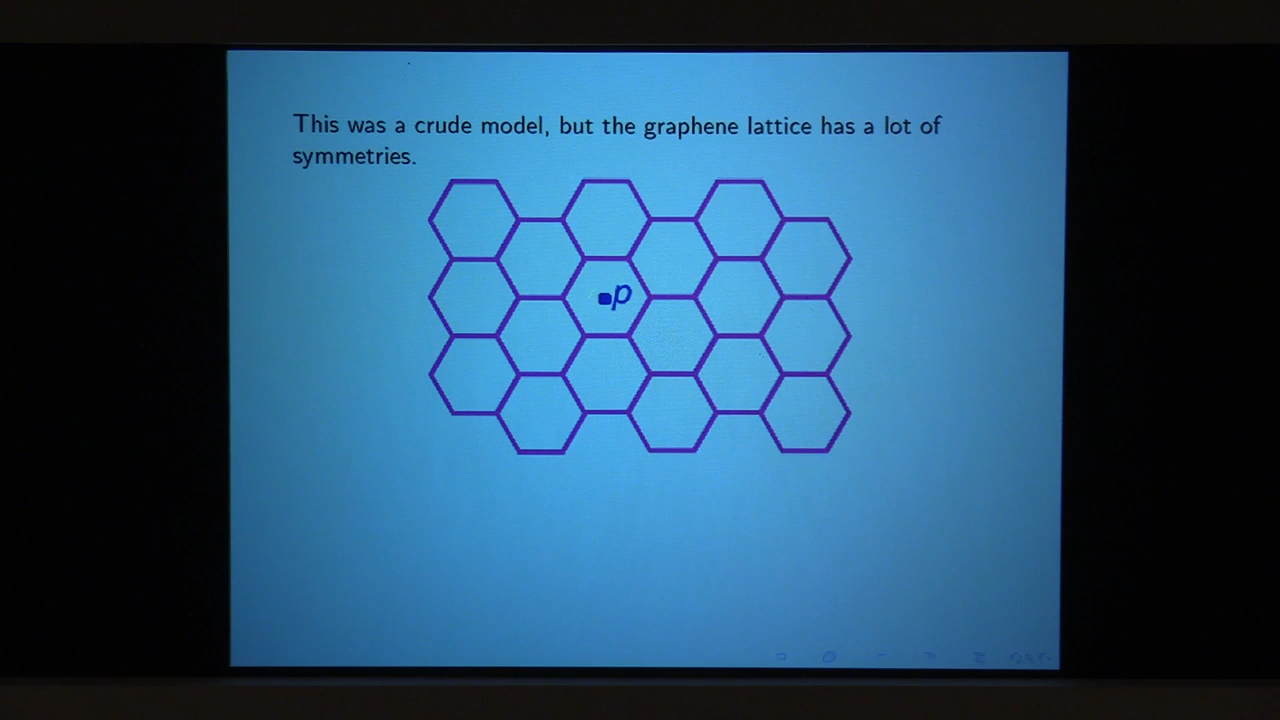 This was a crude model, but the graphene lattice has a lot of
symmetries.
p